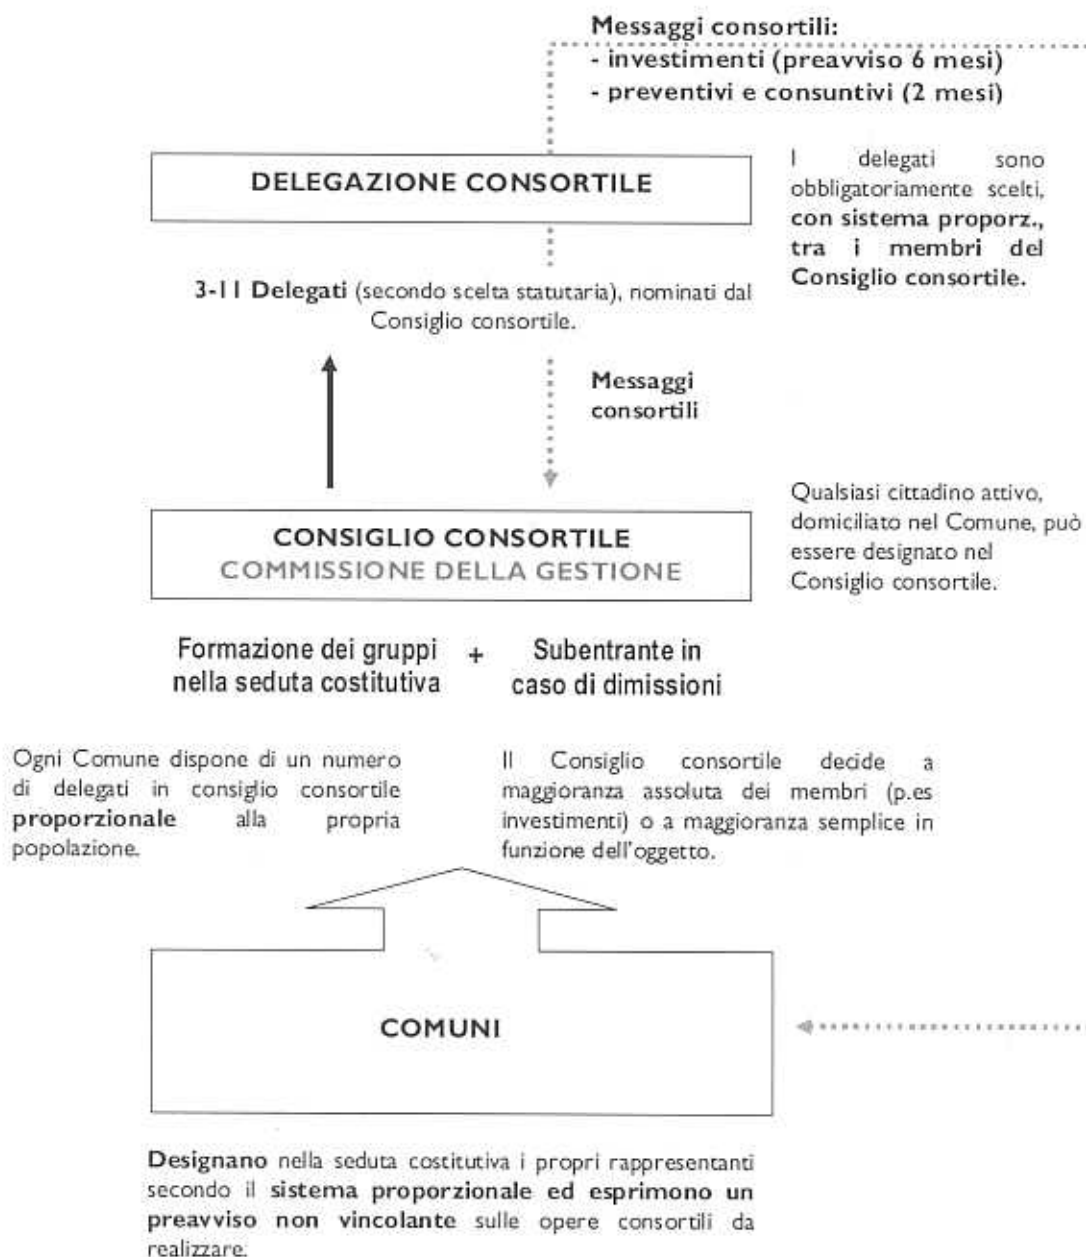 Messaggi consortili:
- investimenti (preavviso 6 mesi)
- preventivi e consuntivi (2 mesi)
DELEGAZIONE CONSORTILE
I delegati sono
obbligatoriamente scelti,
con sistema proporz.,
tra i membri del
Consiglio consortile.
3-11 Delegati (secondo scelta statutaria), nominati dal
Consiglio consortile.
Messaggi
consortili
CONSIGLIO CONSORTILE
COMMISSIONE DELLA GESTIONE
Qualsiasi cittadino attivo,
domiciliato nel Comune, può
essere designato nel
Consiglio consortile.
Formazione dei gruppi
nella seduta costitutiva
+
Subentrante in
caso di dimissioni
Ogni Comune dispone di un numero
di delegati in consiglio consortile
proporzionale alla propria
popolazione.
Il Consiglio consortile decide a
maggioranza assoluta dei membri (p.es
investimenti) o a maggioranza semplice in
funzione dell'oggetto.
COMUNI
Designano nella seduta costitutiva i propri rappresentanti
secondo il sistema proporzionale ed esprimono un
preavviso non vincolante sulle opere consortili da
realizzare.